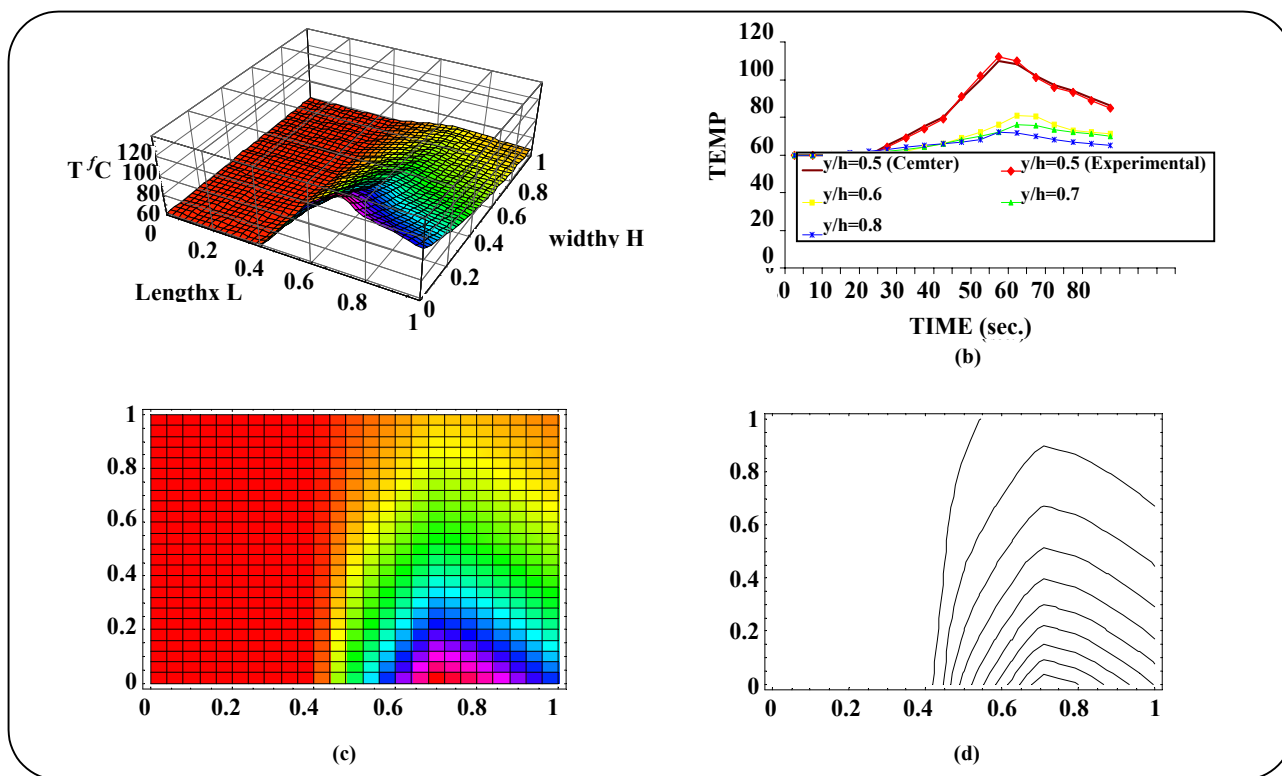 120
100
80
60
T fC
0
0.2
0.4
0.6
0.8
1
Lengthx L
0
0.2
0.4
0.6
0.8
1
widthy H
120
100
80
60
40
20
0
TEMP
y/h=0.5 (Cemter)
y/h=0.5 (Experimental)
y/h=0.6
y/h=0.7
y/h=0.8
0 10 20 30 40 50 60 70 80
TIME (sec.)
(b)
1
0.8
0.6
0.4
0.2
0
0 0.2 0.4 0.6 0.8 1
(c)
1
0.8
0.6
0.4
0.2
0
0 0.2 0.4 0.6 0.8 1
(d)